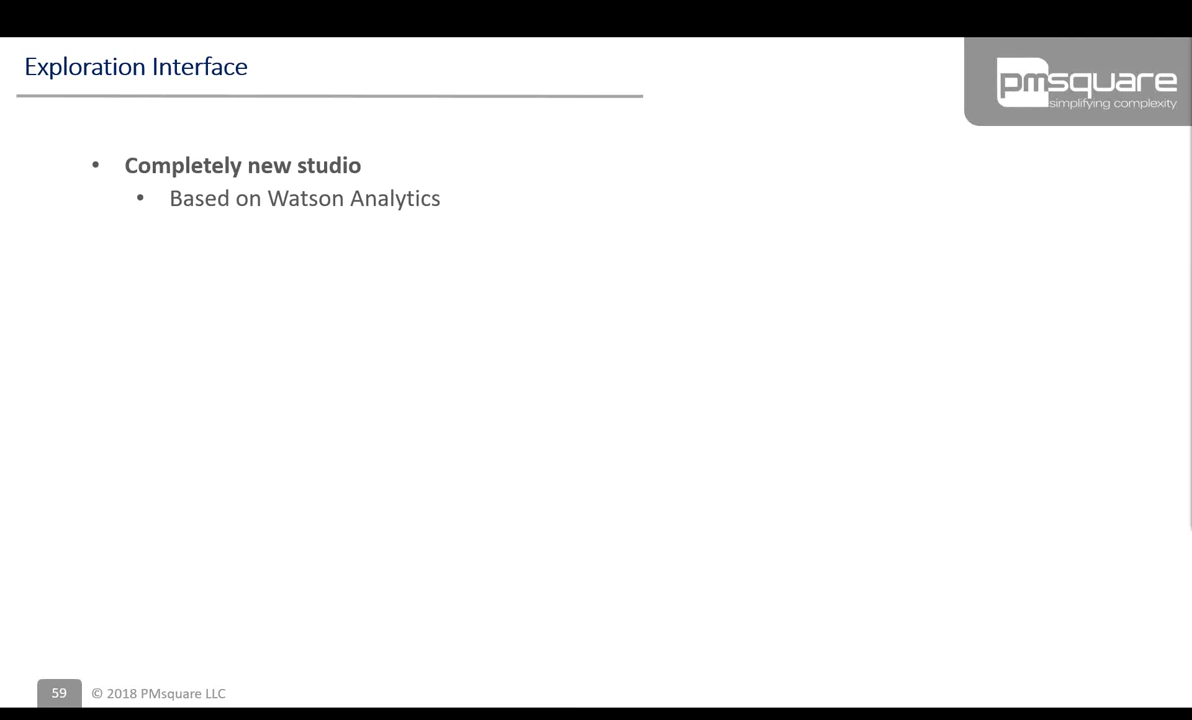 Exploration Interface
pmsquare
simplifying complexity
• Completely new studio
• Based on Watson Analytics
59
© 2018 PMsquare LLC